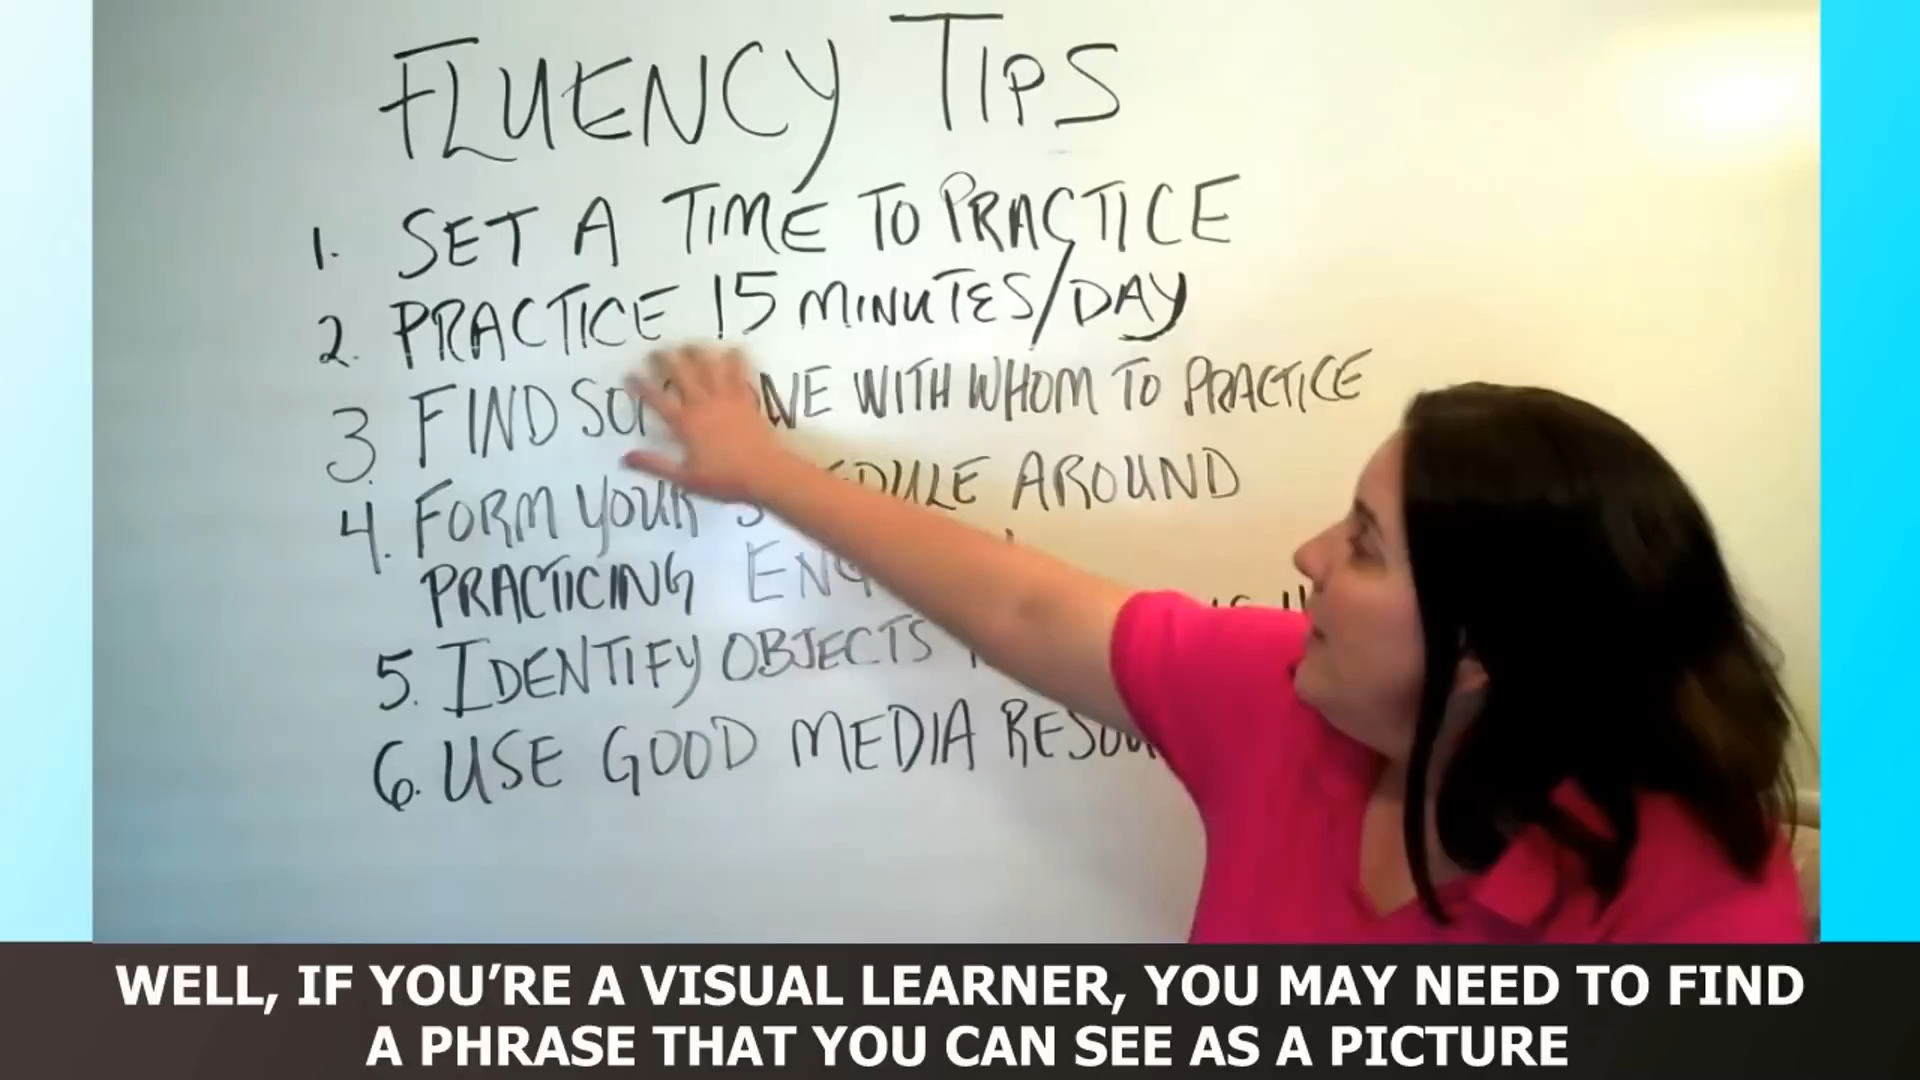 FLUENCY TIPS
1. SET A TIME TO PRACTICE
2. PRACTICE 15 MINUTES/DAY
3. FIND WITH WHOM TO PRACTICE
4. FORM YOUR AROUND
PRACTICING
5. IDENTIFY OBJECTS
6. USE GOOD MEDIA
WELL, IF YOU’RE A VISUAL LEARNER, YOU MAY NEED TO FIND
A PHRASE THAT YOU CAN SEE AS A PICTURE